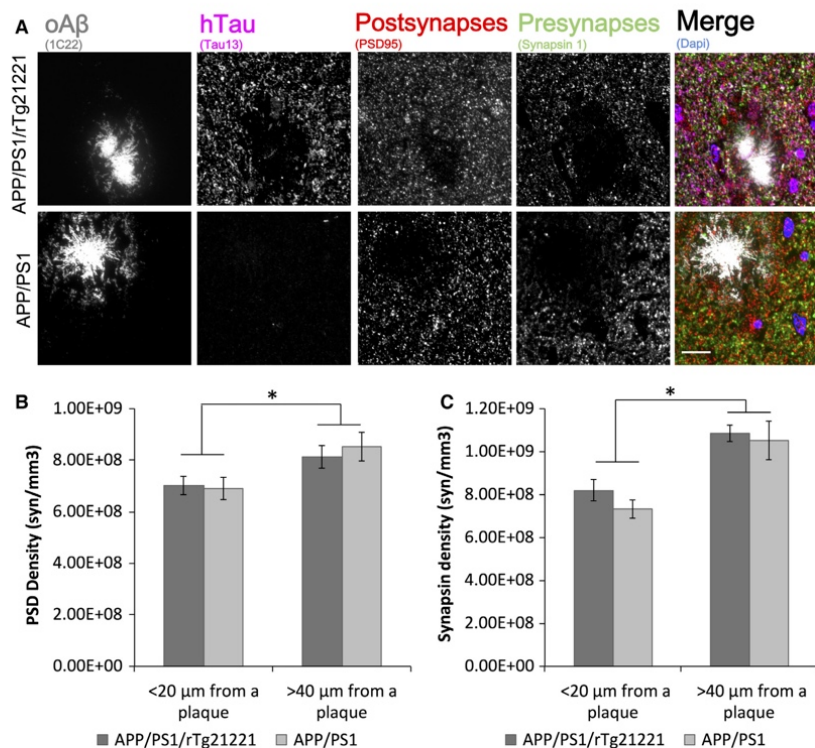 A
oAβ
(1C22)
hTau
(Tau13)
Postsynapses
(PSD95)
Presynapses
(Synapsin 1)
Merge
(Dapi)
APP/PS1/rTg21221
APP/PS1
B
PSD Density (syn/mm3)
1.00E+09
8.00E+08
6.00E+08
4.00E+08
2.00E+08
0.00E+00
*
<20 µm from a
plaque
>40 µm from a
plaque
APP/PS1/rTg21221
APP/PS1
C
Synapsin density (syn/mm3)
1.20E+09
1.00E+09
8.00E+08
6.00E+08
4.00E+08
2.00E+08
0.00E+00
*
<20 µm from a
plaque
>40 µm from a
plaque
APP/PS1/rTg21221
APP/PS1